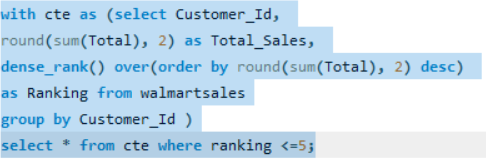 with cte as (select Customer_Id,
round(sum(Total), 2) as Total_Sales,
dense_rank() over(order by round(sum(Total), 2) desc)
as Ranking from walmartsales
group by Customer_Id )
select * from cte where ranking <=5;